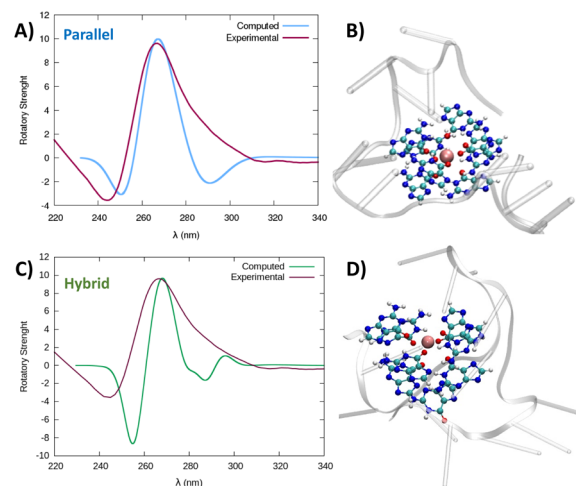 A) Parallel
Computed
Experimental
Rotatory Strenght
12
10
8
6
4
2
0
-2
-4
220 240 260 280 300 320 340
λ (nm)
B)
C) Hybrid
Computed
Experimental
Rotatory Strenght
12
10
8
6
4
2
0
-2
-4
-6
-8
-10
220 240 260 280 300 320 340
λ (nm)
D)